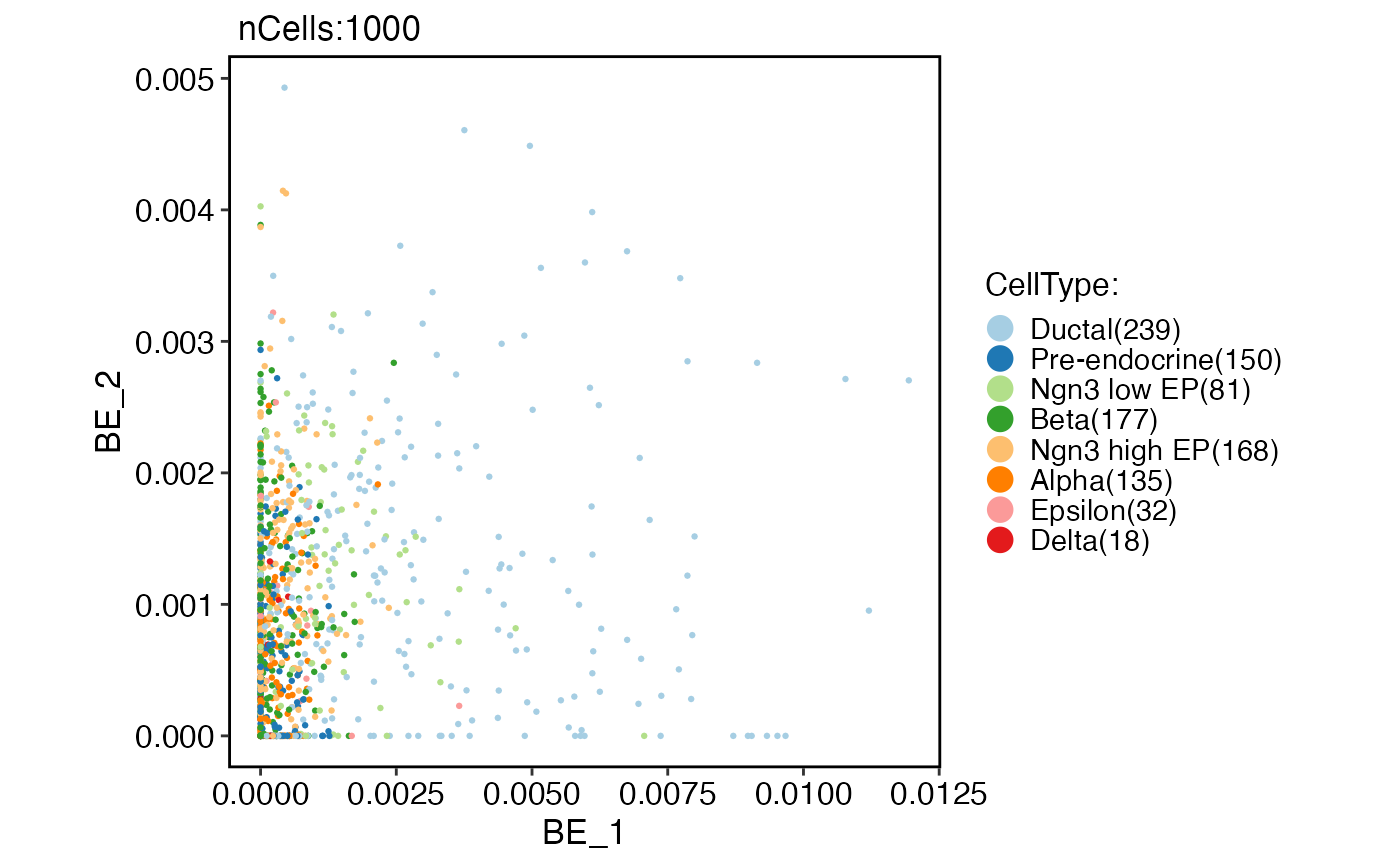 nCells:1000
0.005
0.004
0.003
0.002
0.001
0.000
BE_2
0.0000 0.0025 0.0050 0.0075 0.0100 0.0125
BE_1
CellType:
Ductal(239)
Pre-endocrine(150)
Ngn3 low EP(81)
Beta(177)
Ngn3 high EP(168)
Alpha(135)
Epsilon(32)
Delta(18)